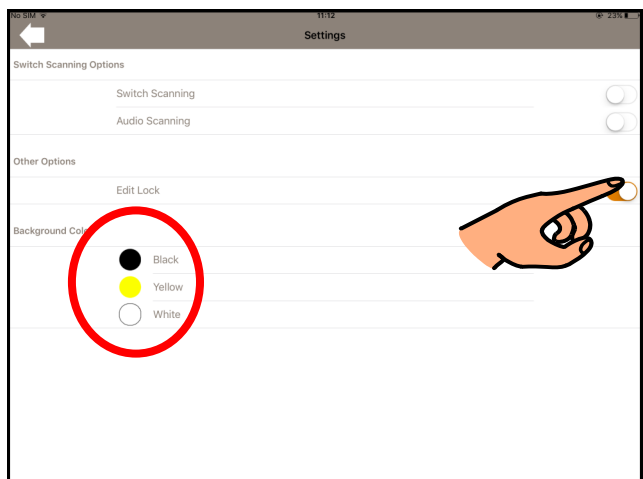 No SIM 11:12 23%
Settings
Switch Scanning Options
Switch Scanning
Audio Scanning
Other Options
Edit Lock
Background Colo
Black
Yellow
White